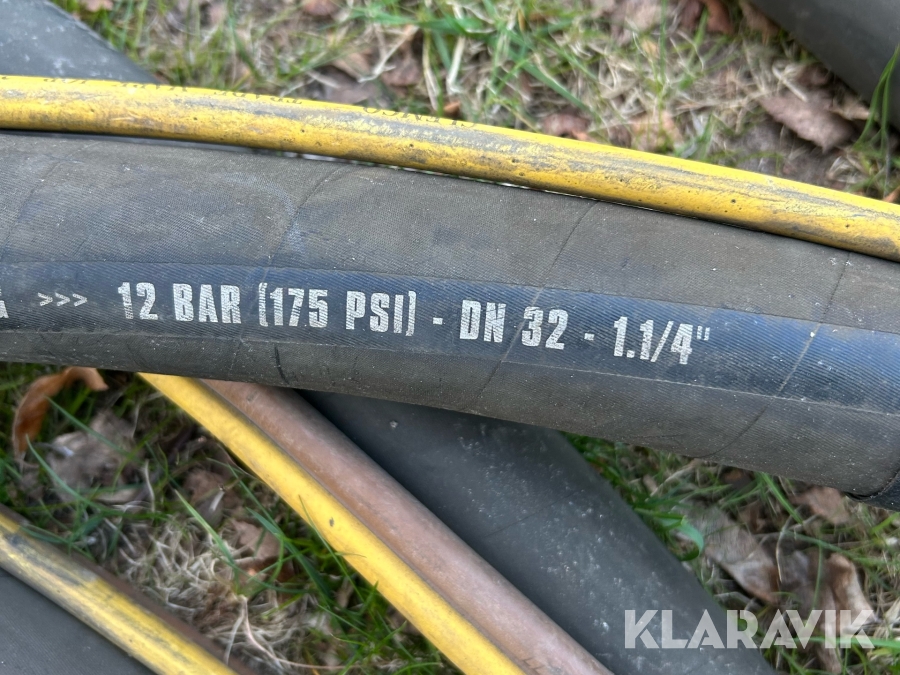 >>> 12 BAR (175 PSI) - DN 32 - 1.1/4"
KLARAVIK